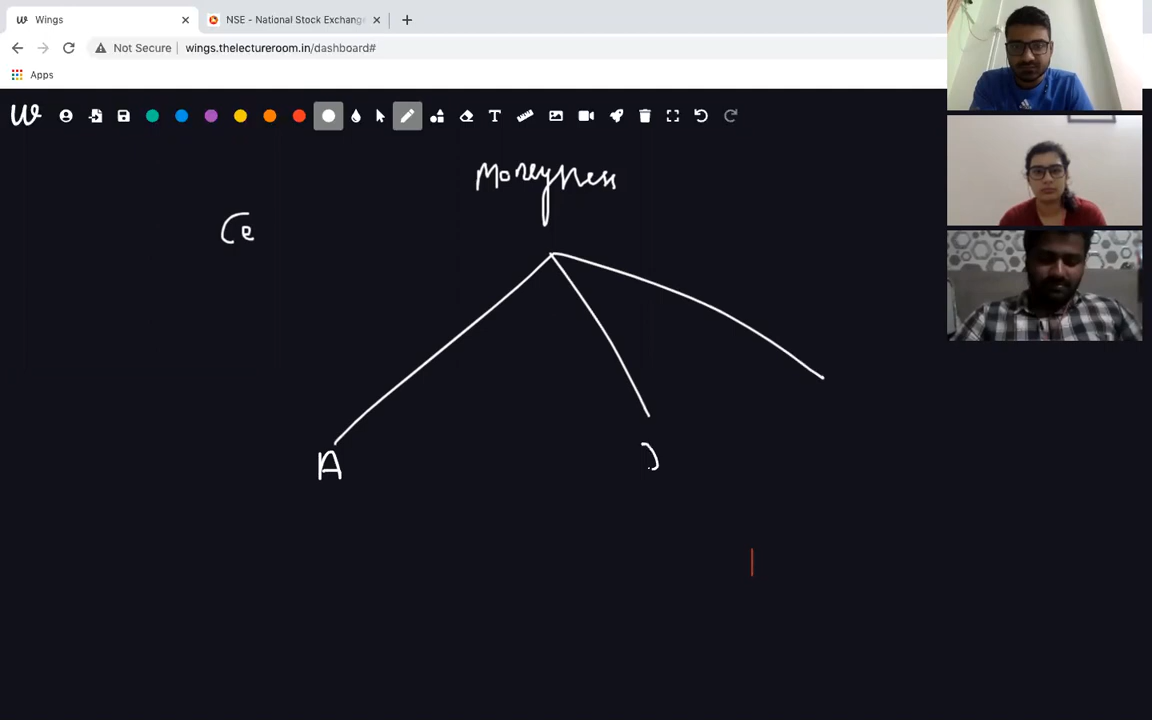 Wings
NSE - National Stock Exchange
Not Secure wings.thelectureroom.in/dashboard#
Apps
W
T
Moneyness
Ce
A